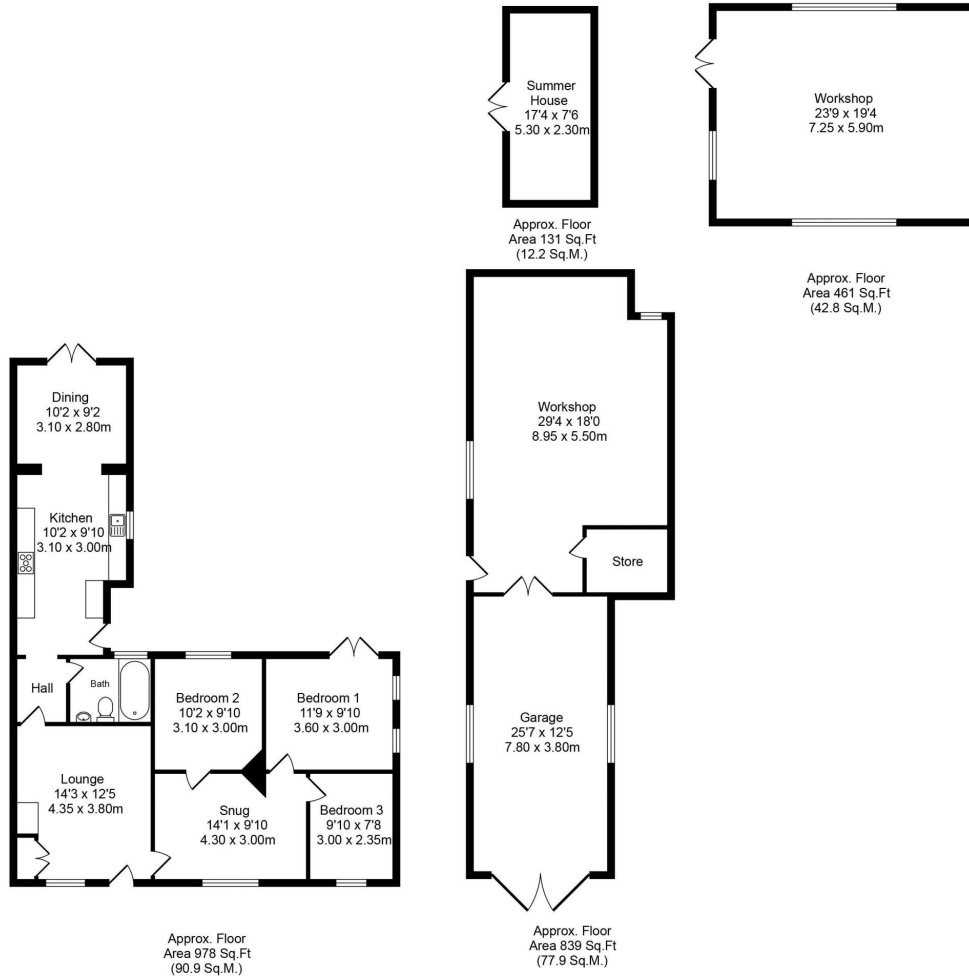 Summer
House
17'4 x 7'6
5.30 x 2.30m
Approx. Floor
Area 131 Sq.Ft
(12.2 Sq.M.)
Workshop
23'9 x 19'4
7.25 x 5.90m
Approx. Floor
Area 461 Sq.Ft
(42.8 Sq.M.)
Dining
10'2 x 9'2
3.10 x 2.80m
Kitchen
10'2 x 9'10
3.10 x 3.00m
Hall
Bath
Bedroom 2
10'2 x 9'10
3.10 x 3.00m
Bedroom 1
11'9 x 9'10
3.60 x 3.00m
Lounge
14'3 x 12'5
4.35 x 3.80m
Snug
14'1 x 9'10
4.30 x 3.00m
Bedroom 3
9'10 x 7'8
3.00 x 2.35m
Approx. Floor
Area 978 Sq.Ft
(90.9 Sq.M.)
Workshop
29'4 x 18'0
8.95 x 5.50m
Store
Garage
25'7 x 12'5
7.80 x 3.80m
Approx. Floor
Area 839 Sq.Ft
(77.9 Sq.M.)